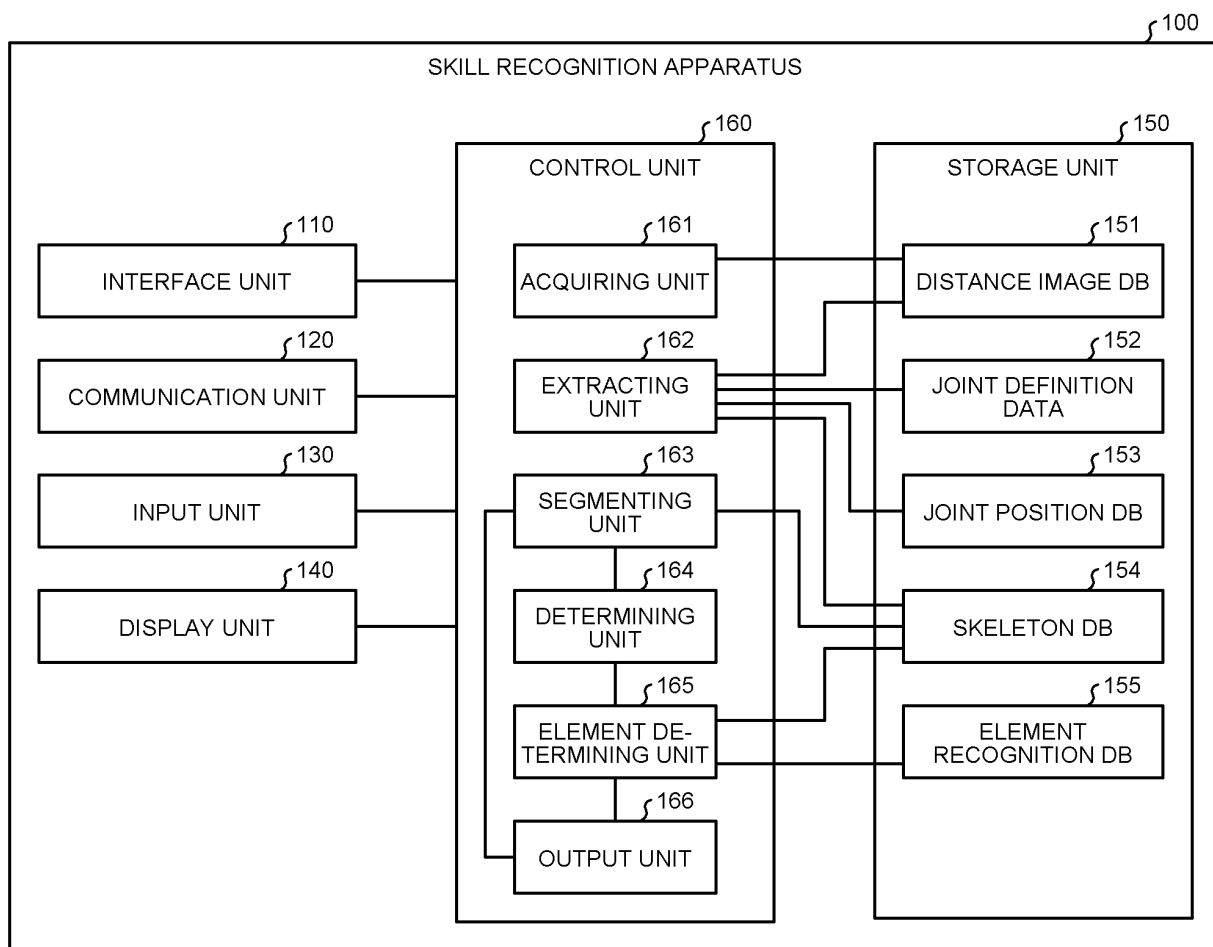 100
SKILL RECOGNITION APPARATUS
160
CONTROL UNIT
150
STORAGE UNIT
110
INTERFACE UNIT
120
COMMUNICATION UNIT
130
INPUT UNIT
140
DISPLAY UNIT
161
ACQUIRING UNIT
162
EXTRACTING
UNIT
163
SEGMENTING
UNIT
164
DETERMINING
UNIT
165
ELEMENT DE-
TERMINING UNIT
166
OUTPUT UNIT
151
DISTANCE IMAGE DB
152
JOINT DEFINITION
DATA
153
JOINT POSITION DB
154
SKELETON DB
155
ELEMENT
RECOGNITION DB